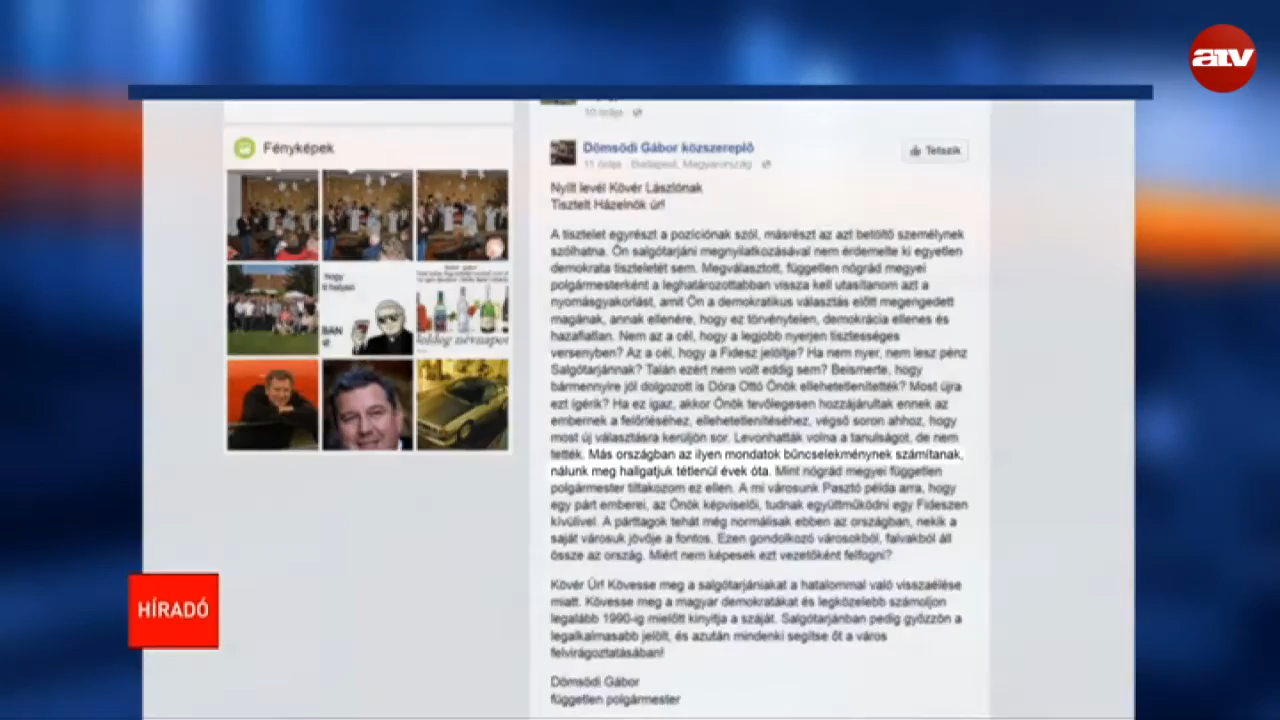 atv
10 órája
Fényképek
Dömsödi Gábor közszereplő
Tetszik
11 órája · Budapest, Magyarország
Nyílt levél Kövér Lászlónak
Tisztelt Házelnök úr!
A tisztelet egyrészt a pozíciónak szól, másrészt az azt betöltő személynek
szólhatna. Ön salgótarjáni megnyilatkozásával nem érdemelte ki egyetlen
demokrata tiszteletét sem. Megválasztott, független nógrád megyei
polgármesterként a leghatározottabban vissza kell utasítanom azt a
nyomásgyakorlást, amit Ön a demokratikus választás előtt megengedett
magának, annak ellenére, hogy ez törvénytelen, demokrácia ellenes és
hazafiatlan. Nem az a cél, hogy a legjobb nyerjen tisztességes
versenyben? Az a cél, hogy a Fidesz jelöltje? Ha nem nyer, nem lesz pénz
Salgótarjánnak? Talán ezért nem volt eddig sem? Beismerte, hogy
bármennyire jól dolgozott is Dóra Ottó Önök ellehetetlenítették? Most újra
ezt ígérik? Ha ez igaz, akkor Önök tevőlegesen hozzájárultak ennek az
embernek a felőrléséhez, ellehetetlenítéséhez, végső soron ahhoz, hogy
most új választásra kerüljön sor. Levonhatták volna a tanulságot, de nem
tették. Más országban az ilyen mondatok bűncselekménynek számítanak,
nálunk meg hallgatjuk tétlenül évek óta. Mint nógrád megyei független
polgármester tiltakozom ez ellen. A mi városunk Pásztó példa arra, hogy
egy párt emberei, az Önök képviselői, tudnak együttműködni egy Fideszen
kívülivel. A párttagok tehát még normálisak ebben az országban, nekik a
saját városuk jövője a fontos. Ezen gondolkozó városokból, falvakból áll
össze az ország. Miért nem képesek ezt vezetőként felfogni?
Kövér Úr! Kövesse meg a salgótarjániakat a hatalommal való visszaélése
miatt. Kövesse meg a magyar demokratákat és legközelebb számoljon
legalább 1990-ig mielőtt kinyitja a száját. Salgótarjánban pedig győzzön a
legalkalmasabb jelölt, és azután mindenki segítse őt a város
felvirágoztatásában!
Dömsödi Gábor
független polgármester
HÍRADÓ